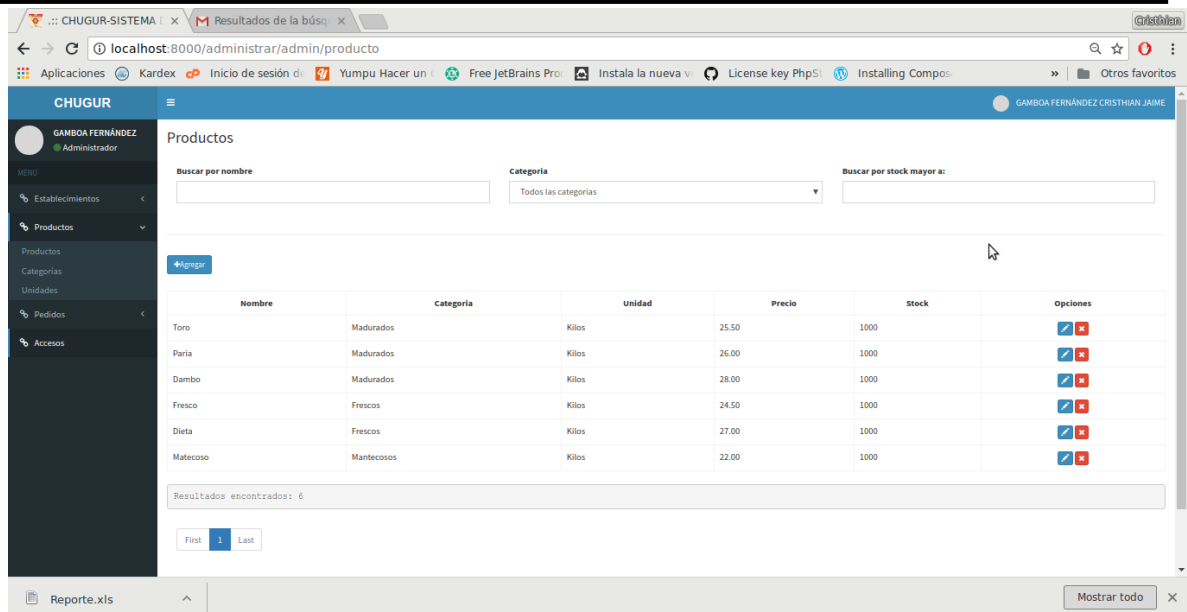 .:: CHUGUR-SISTEMA D
Resultados de la búsq
Cristhian
localhost:8000/administrar/admin/producto
Aplicaciones
Kardex
Inicio de sesión de
Yumpu Hacer un
Free JetBrains Pro
Instala la nueva v
License key PhpSt
Installing Compos
»
Otros favoritos
CHUGUR
GAMBOA FERNÁNDEZ CRISTHIAN JAIME
GAMBOA FERNÁNDEZ
Administrador
MENU
Establecimientos
Productos
Productos
Categorias
Unidades
Pedidos
Accesos
Productos
Buscar por nombre
Categoria
Buscar por stock mayor a:
Todos las categorias
+Agregar
Nombre Categoria Unidad Precio Stock Opciones
Toro Madurados Kilos 25.50 1000
Paria Madurados Kilos 26.00 1000
Dambo Madurados Kilos 28.00 1000
Fresco Frescos Kilos 24.50 1000
Dieta Frescos Kilos 27.00 1000
Matecoso Mantecosos Kilos 22.00 1000
Resultados encontrados: 6
First 1 Last
Reporte.xls
Mostrar todo